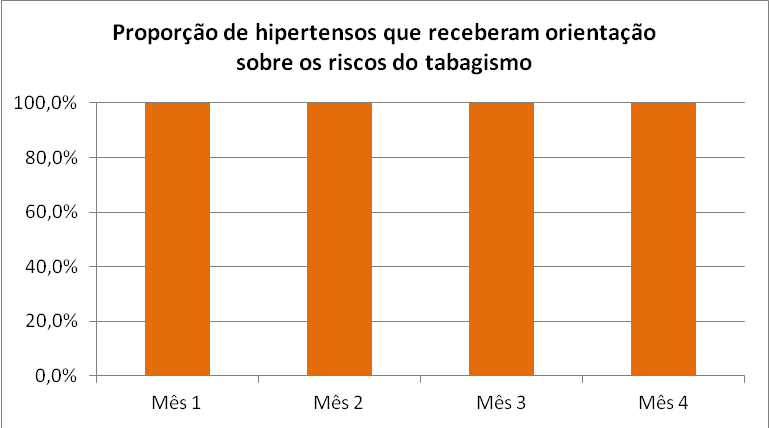 Proporção de hipertensos que receberam orientação
sobre os riscos do tabagismo
100,0%
80,0%
60,0%
40,0%
20,0%
0,0%
Mês 1 Mês 2 Mês 3 Mês 4